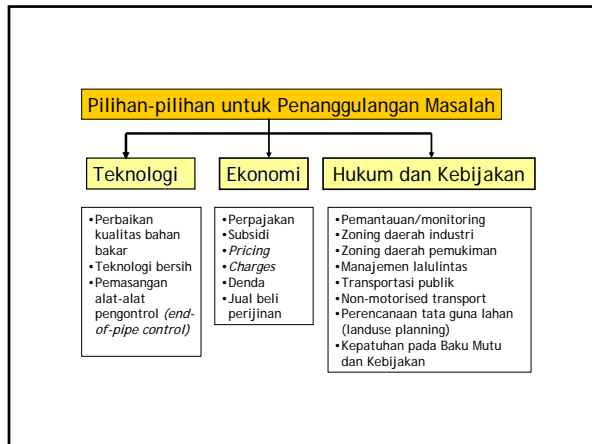 Pilihan-pilihan untuk Penanggulangan Masalah
Teknologi
Ekonomi
Hukum dan Kebijakan
•Perbaikan
kualitas bahan
bakar
•Teknologi bersih
•Pemasangan
alat-alat
pengontrol (end-
of-pipe control)
•Perpajakan
•Subsidi
•Pricing
•Charges
•Denda
•Jual beli
perijinan
•Pemantauan/monitoring
•Zoning daerah industri
•Zoning daerah pemukiman
•Manajemen lalulintas
•Transportasi publik
•Non-motorised transport
•Perencanaan tata guna lahan
(landuse planning)
•Kepatuhan pada Baku Mutu
dan Kebijakan